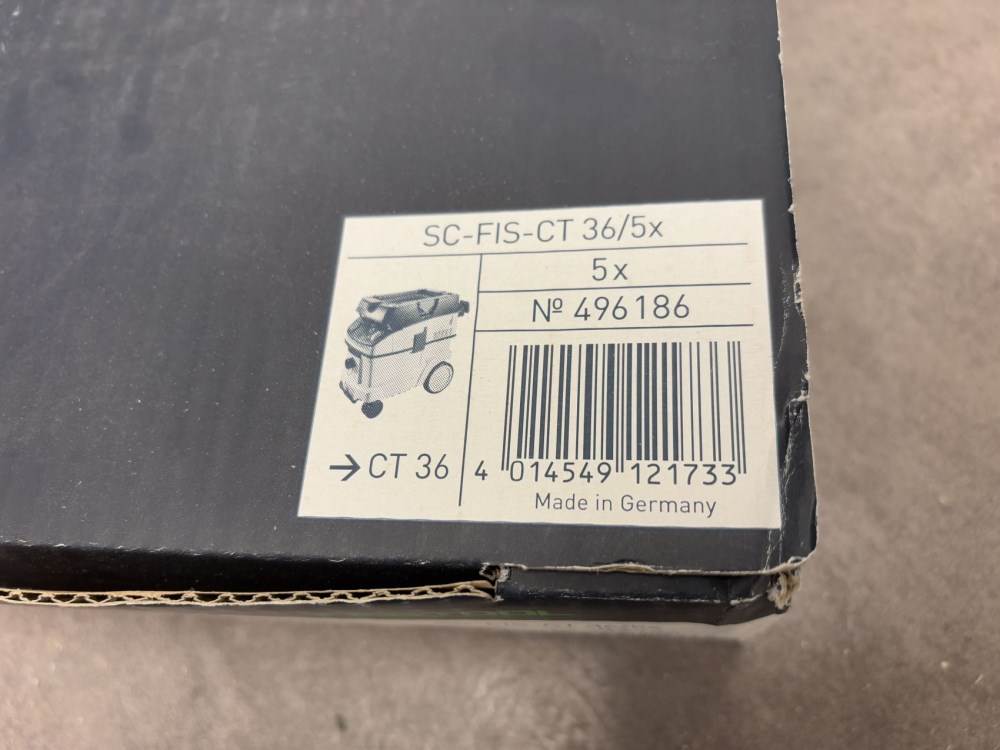 SC-FIS-CT 36/5x
5x
№ 496186
→ CT 36
4 014549 121733
Made in Germany